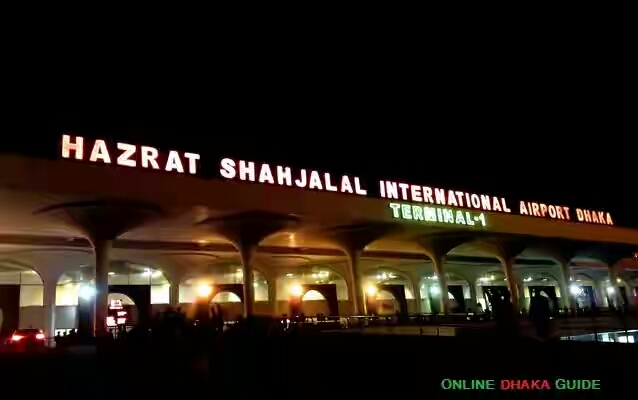 HAZRAT SHAHJALAL INTERNATIONAL AIRPORT DHAKA
TERMINAL-1
ONLINE DHAKA GUIDE